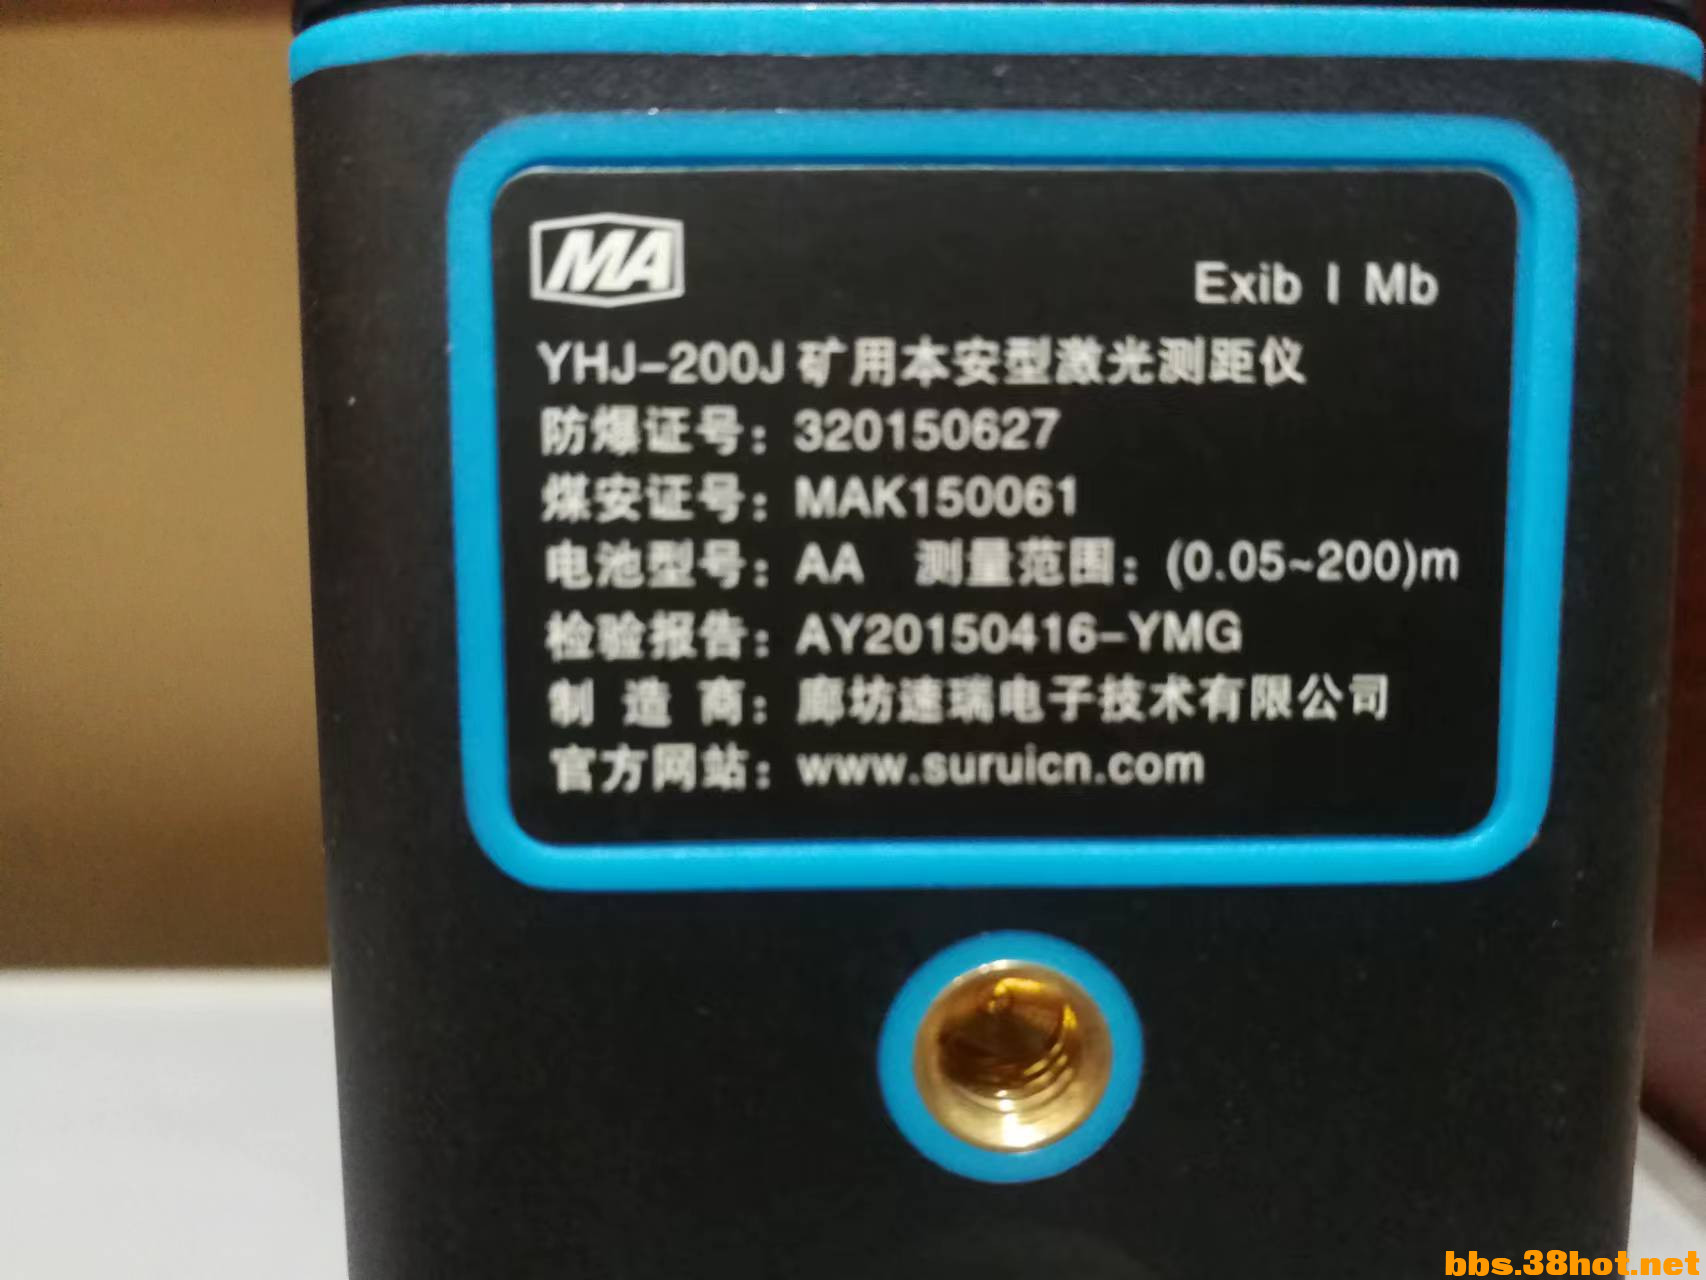 MA
Exib I Mb
YHJ-200J 矿用本安型激光测距仪
防爆证号：320150627
煤安证号：MAK150061
电池型号：AA 测量范围：(0.05~200)m
检验报告：AY20150416-YMG
制造商：廊坊速瑞电子技术有限公司
官方网站：www.suruicn.com
bbs.38hot.net